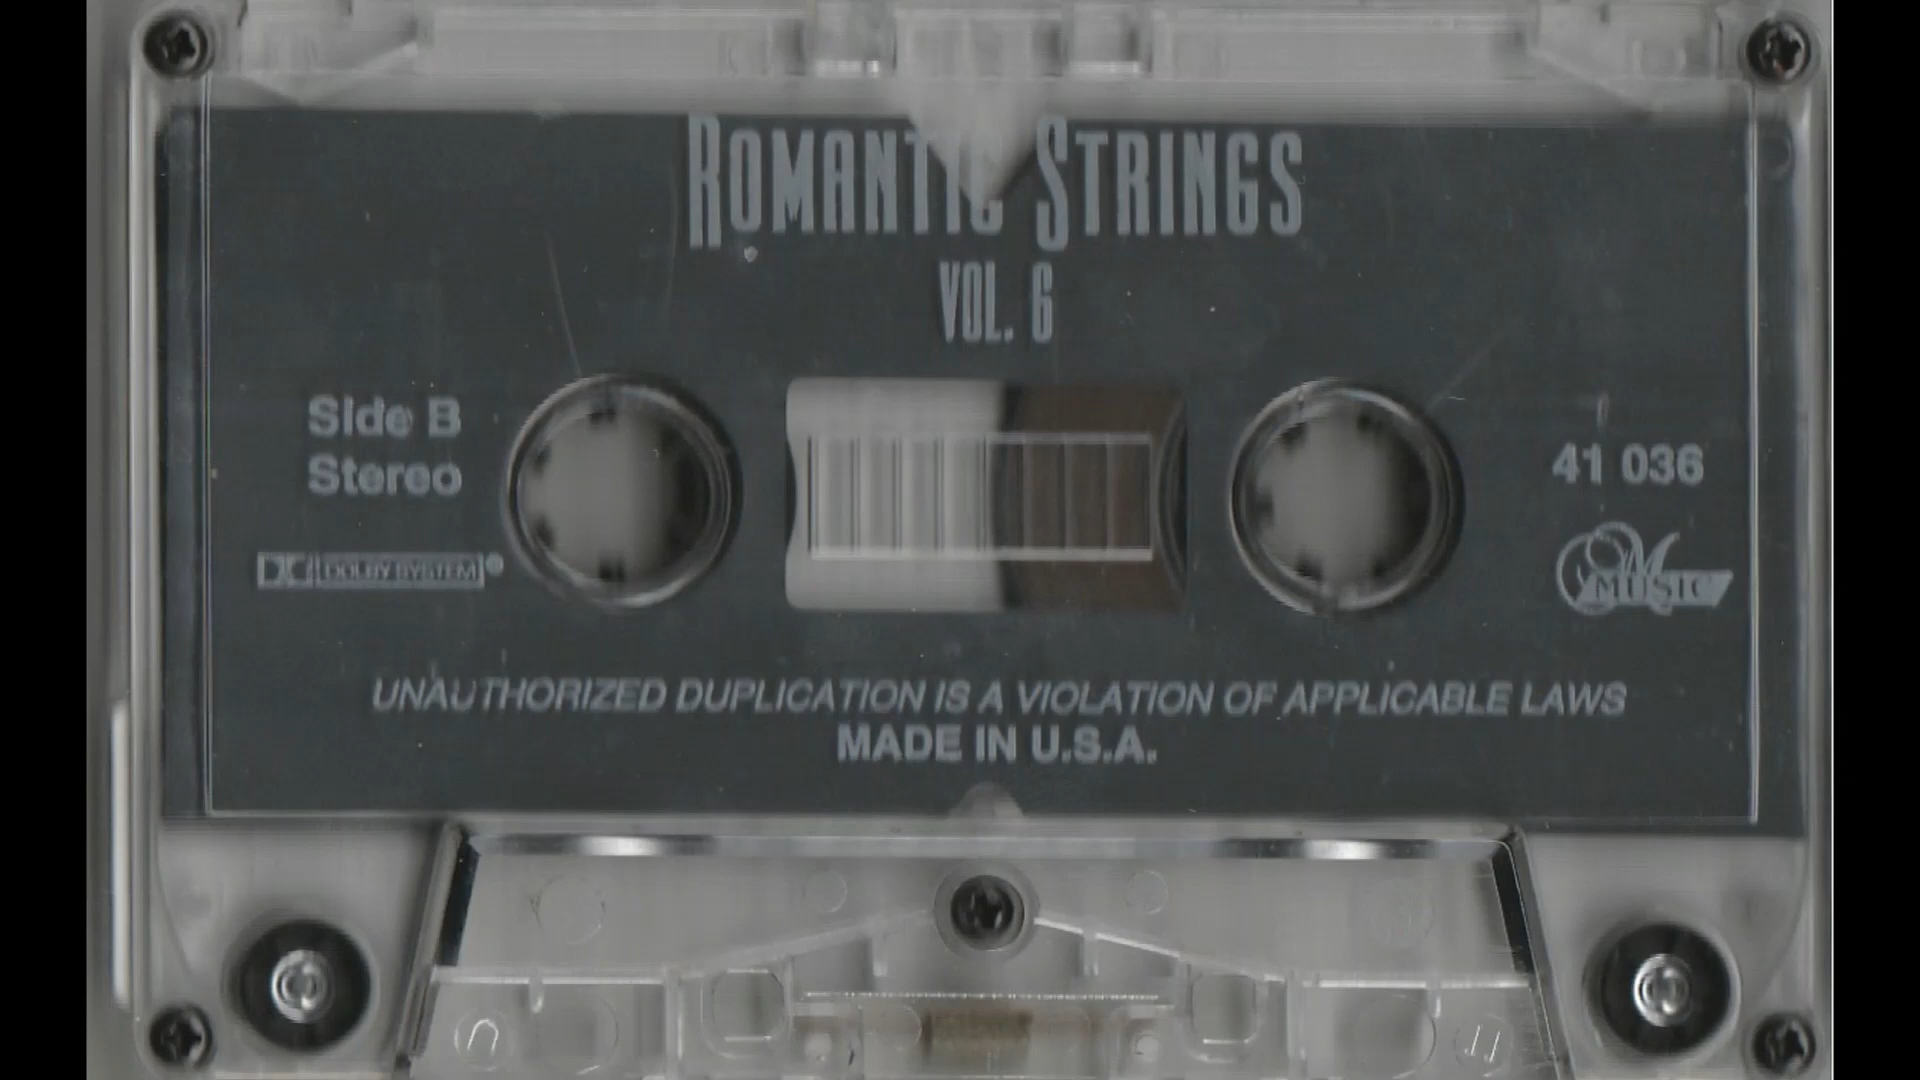 ROMANTIC STRINGS
VOL. 6
Side B
Stereo
DOLBY SYSTEM
41 036
MUSIC
UNAUTHORIZED DUPLICATION IS A VIOLATION OF APPLICABLE LAWS
MADE IN U.S.A.